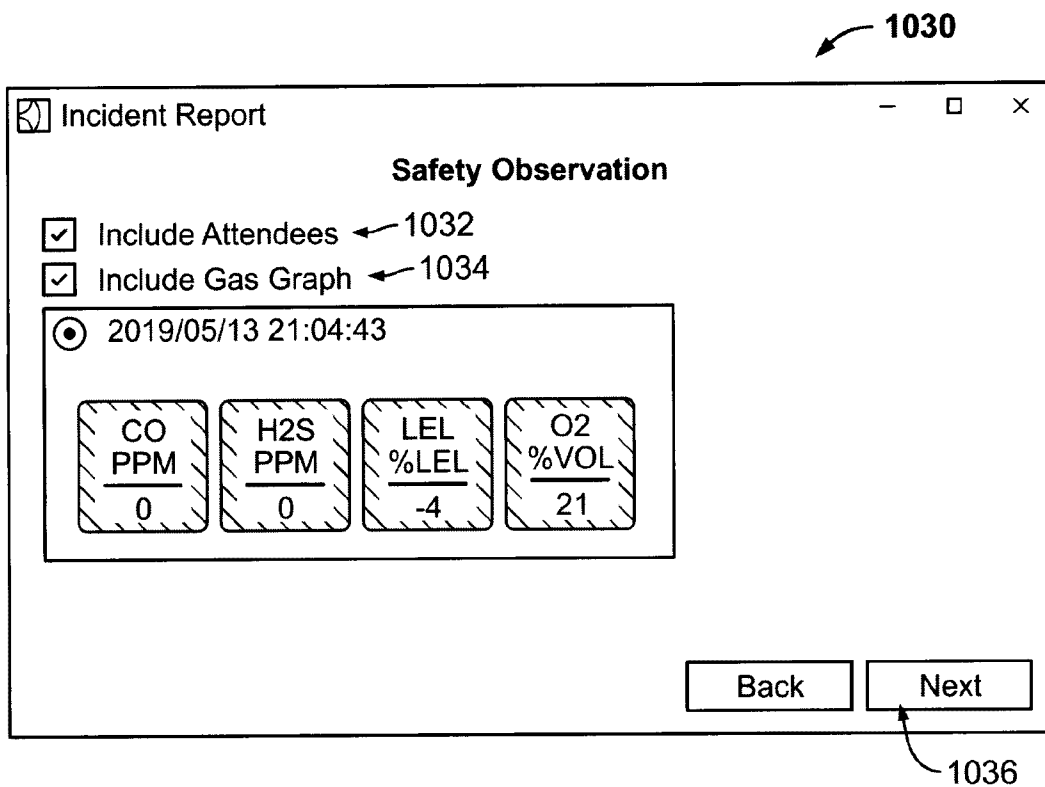 1030
Incident Report
Safety Observation
Include Attendees 1032
Include Gas Graph 1034
2019/05/13 21:04:43
CO
PPM
0
H2S
PPM
0
LEL
%LEL
-4
O2
%VOL
21
Back
Next
1036